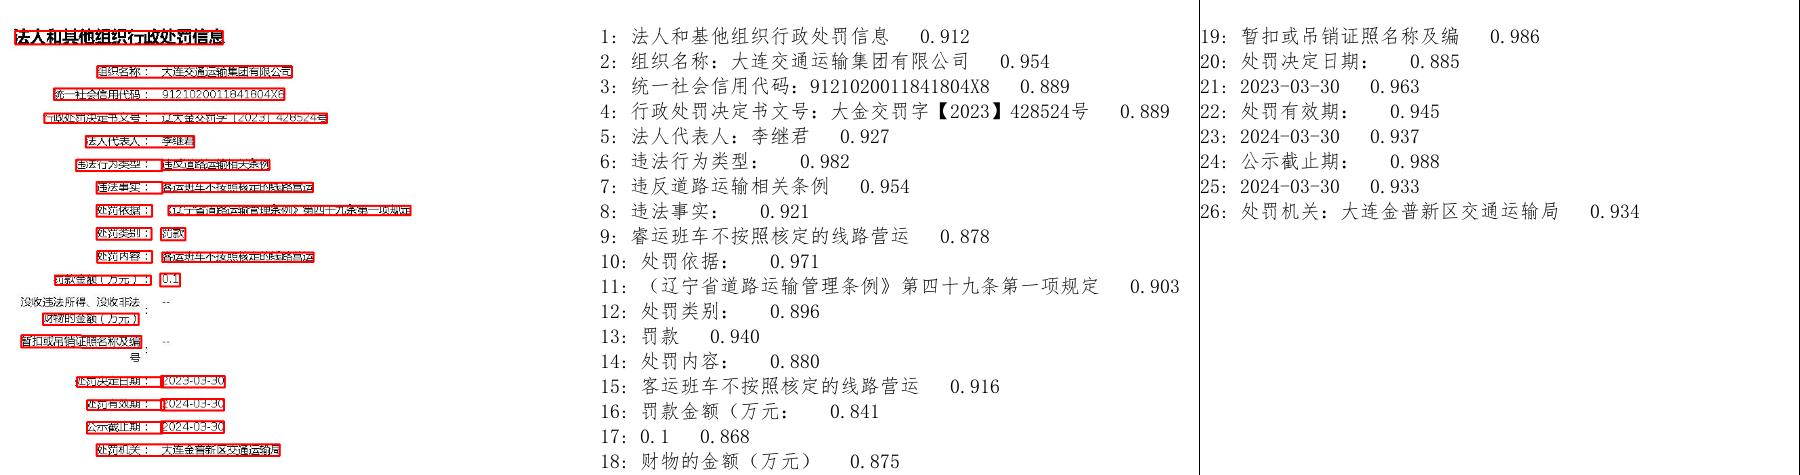 法人和其他组织行政处罚信息
组织名称： 大连交通运输集团有限公司
统一社会信用代码： 9121020011841804X8
行政处罚决定书文号： 辽大金交罚字【2023】428524号
法人代表人： 李继君
违法行为类型： 违反道路运输相关条例
违法事实： 客运班车不按照核定的线路营运
处罚依据： 《辽宁省道路运输管理条例》第四十九条第一项规定
处罚类别： 罚款
处罚内容： 客运班车不按照核定的线路营运
罚款金额（万元）： 0.1
没收违法所得、没收非法
财物的金额（万元）： --
暂扣或吊销证照名称及编
号： --
处罚决定日期： 2023-03-30
处罚有效期： 2024-03-30
公示截止期： 2024-03-30
处罚机关： 大连金普新区交通运输局
1: 法人和基他组织行政处罚信息 0.912
2: 组织名称: 大连交通运输集团有限公司 0.954
3: 统一社会信用代码: 9121020011841804X8 0.889
4: 行政处罚决定书文号: 大金交罚字【2023】428524号 0.889
5: 法人代表人: 李继君 0.927
6: 违法行为类型: 0.982
7: 违反道路运输相关条例 0.954
8: 违法事实: 0.921
9: 睿运班车不按照核定的线路营运 0.878
10: 处罚依据: 0.971
11: （辽宁省道路运输管理条例》第四十九条第一项规定 0.903
12: 处罚类别: 0.896
13: 罚款 0.940
14: 处罚内容: 0.880
15: 客运班车不按照核定的线路营运 0.916
16: 罚款金额（万元: 0.841
17: 0.1 0.868
18: 财物的金额（万元） 0.875
19: 暂扣或吊销证照名称及编 0.986
20: 处罚决定日期: 0.885
21: 2023-03-30 0.963
22: 处罚有效期: 0.945
23: 2024-03-30 0.937
24: 公示截止期: 0.988
25: 2024-03-30 0.933
26: 处罚机关: 大连金普新区交通运输局 0.934